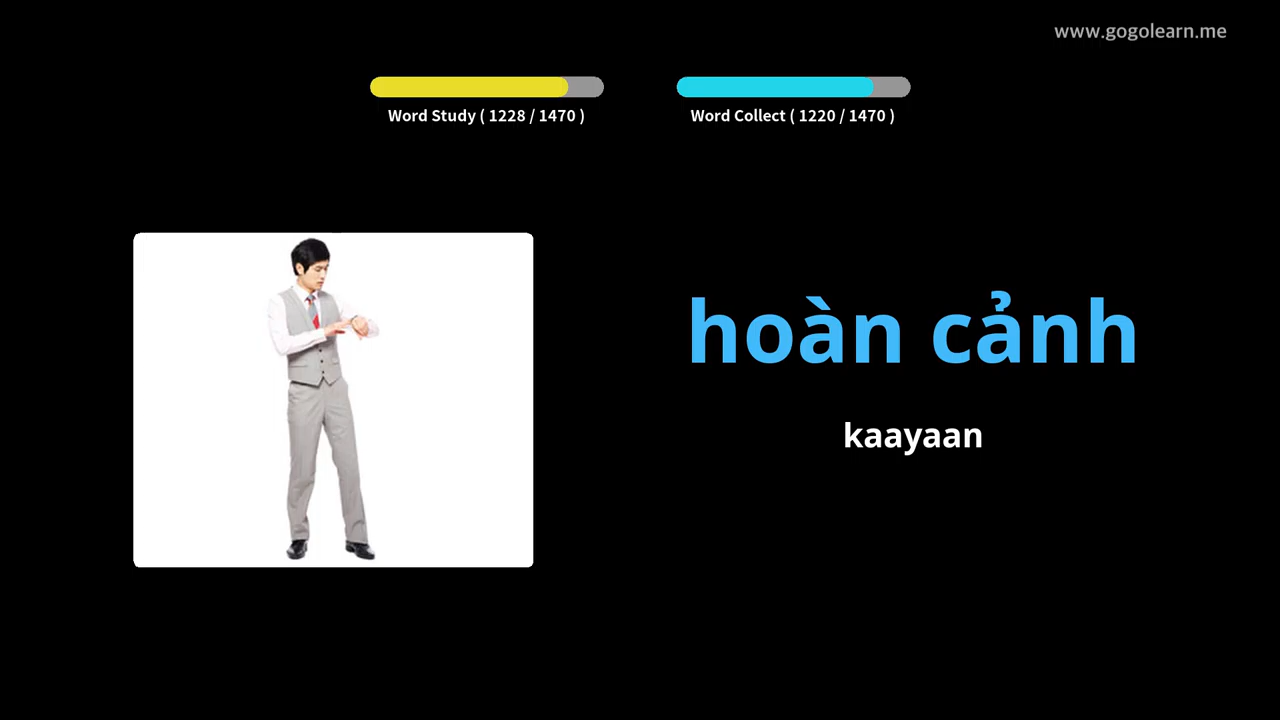 www.gogolearn.me
Word Study ( 1228 / 1470 )
Word Collect ( 1220 / 1470 )
hoàn cảnh
kaayaan